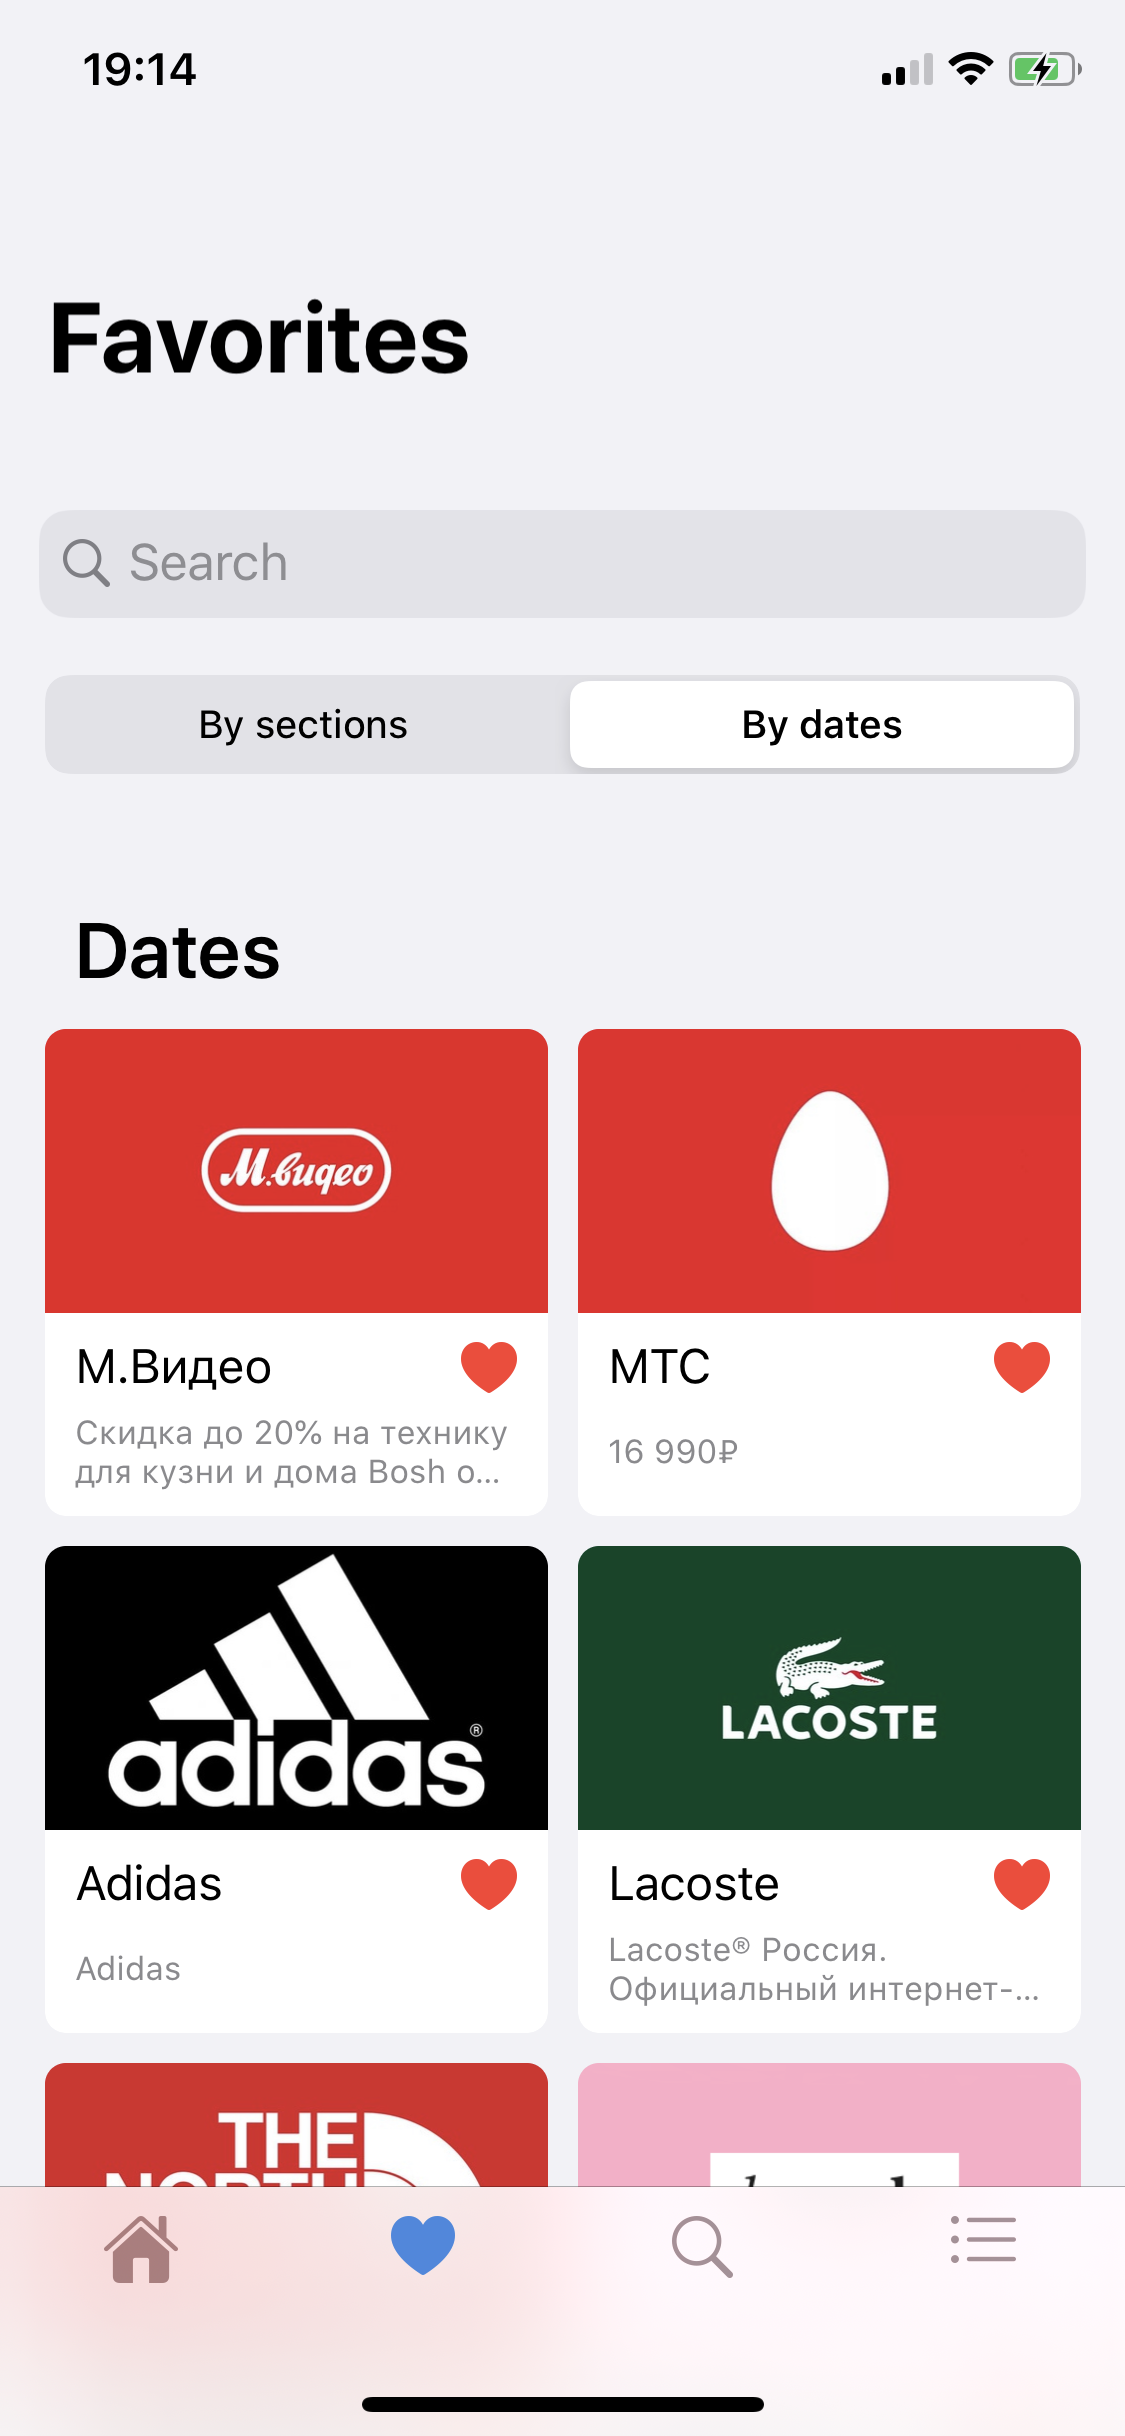 19:14
Favorites
Search
By sections
By dates
Dates
М.видео
М.Видео
Скидка до 20% на технику
для кузни и дома Bosh о...
МТС
16 990₽
adidas®
Adidas
Adidas
LACOSTE
Lacoste
Lacoste® Россия.
Официальный интернет-...
THE
NORTH